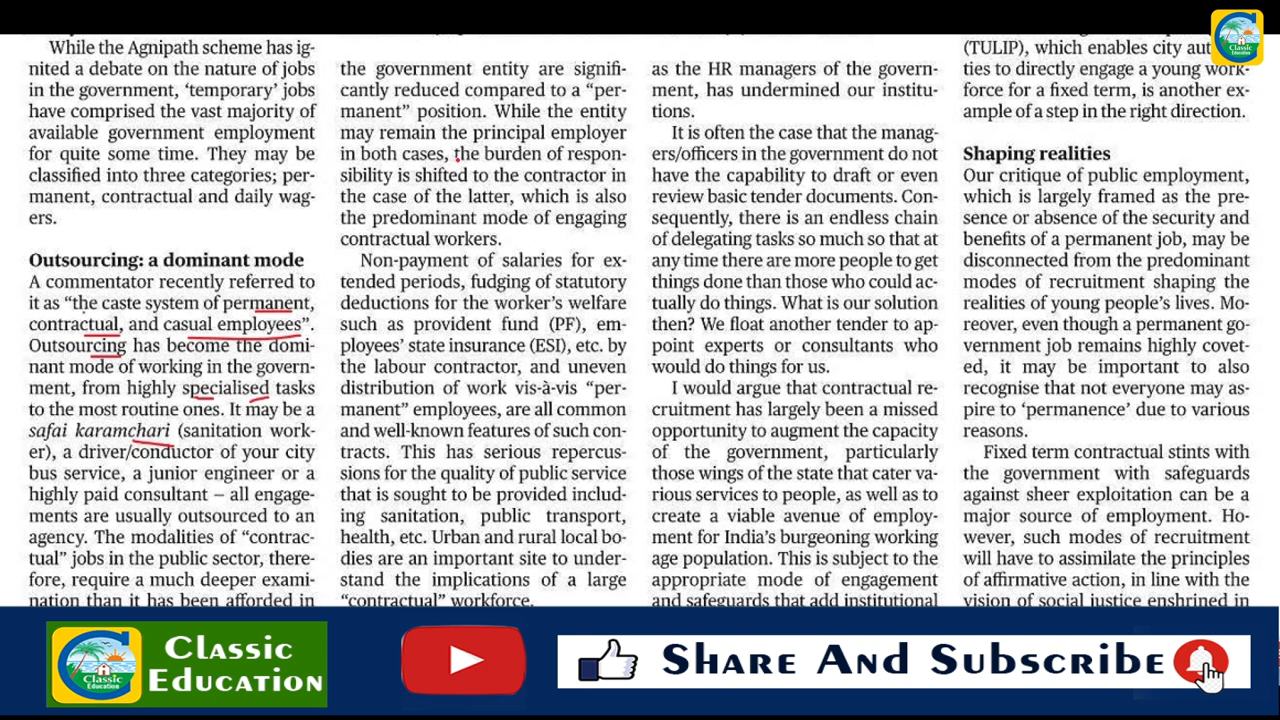 While the Agnipath scheme has ig-
nited a debate on the nature of jobs
in the government, ‘temporary’ jobs
have comprised the vast majority of
available government employment
for quite some time. They may be
classified into three categories; per-
manent, contractual and daily wag-
ers.
Outsourcing: a dominant mode
A commentator recently referred to
it as “the caste system of permanent,
contractual, and casual employees”.
Outsourcing has become the domi-
nant mode of working in the govern-
ment, from highly specialised tasks
to the most routine ones. It may be a
safai karamchari (sanitation work-
er), a driver/conductor of your city
bus service, a junior engineer or a
highly paid consultant – all engage-
ments are usually outsourced to an
agency. The modalities of “contrac-
tual” jobs in the public sector, there-
fore, require a much deeper exami-
nation than it has been afforded in
the government entity are signifi-
cantly reduced compared to a “per-
manent” position. While the entity
may remain the principal employer
in both cases, the burden of respon-
sibility is shifted to the contractor in
the case of the latter, which is also
the predominant mode of engaging
contractual workers.
Non-payment of salaries for ex-
tended periods, fudging of statutory
deductions for the worker’s welfare
such as provident fund (PF), em-
ployees’ state insurance (ESI), etc. by
the labour contractor, and uneven
distribution of work vis-à-vis “per-
manent” employees, are all common
and well-known features of such con-
tracts. This has serious repercus-
sions for the quality of public service
that is sought to be provided includ-
ing sanitation, public transport,
health, etc. Urban and rural local bo-
dies are an important site to under-
stand the implications of a large
“contractual” workforce.
as the HR managers of the govern-
ment, has undermined our institu-
tions.
It is often the case that the manag-
ers/officers in the government do not
have the capability to draft or even
review basic tender documents. Con-
sequently, there is an endless chain
of delegating tasks so much so that at
any time there are more people to get
things done than those who could ac-
tually do things. What is our solution
then? We float another tender to ap-
point experts or consultants who
would do things for us.
I would argue that contractual re-
cruitment has largely been a missed
opportunity to augment the capacity
of the government, particularly
those wings of the state that cater va-
rious services to people, as well as to
create a viable avenue of employ-
ment for India’s burgeoning working
age population. This is subject to the
appropriate mode of engagement
and safeguards that add institutional
(TULIP), which enables city
ties to directly engage a young work-
force for a fixed term, is another ex-
ample of a step in the right direction.
Shaping realities
Our critique of public employment,
which is largely framed as the pre-
sence or absence of the security and
benefits of a permanent job, may be
disconnected from the predominant
modes of recruitment shaping the
realities of young people’s lives. Mo-
reover, even though a permanent go-
vernment job remains highly covet-
ed, it may be important to also
recognise that not everyone may as-
pire to ‘permanence’ due to various
reasons.
Fixed term contractual stints with
the government with safeguards
against sheer exploitation can be a
major source of employment. Ho-
wever, such modes of recruitment
will have to assimilate the principles
of affirmative action, in line with the
vision of social justice enshrined in
Classic
Education
Classic
Education
Classic
Education
Share And Subscribe